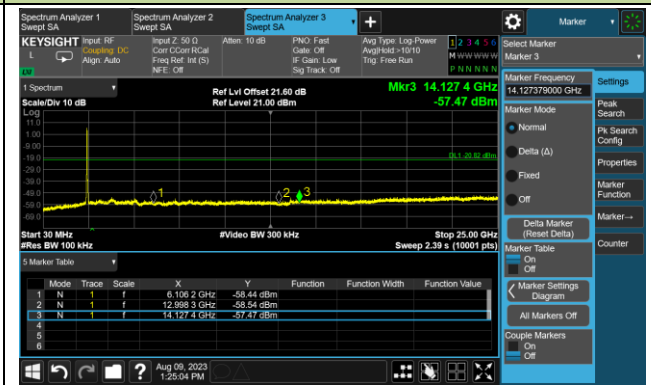 Spectrum Analyzer 1
Swept SA
Spectrum Analyzer 2
Swept SA
Spectrum Analyzer 3
Swept SA
+
Marker
KEYSIGHT
L
Input: RF
Coupling: DC
Align: Auto
Input Z: 50 Ω
Corr CCorr RCal
Freq Ref: Int (S)
NFE: Off
Atten: 10 dB
PNO: Fast
Gate: Off
IF Gain: Low
Sig Track: Off
Avg Type: Log-Power
Avg|Hold:>10/10
Trig: Free Run
1 2 3 4 5 6
M W W W W W
P N N N N N
Select Marker
Marker 3
1 Spectrum
Scale/Div 10 dB
Ref Lvl Offset 21.60 dB
Ref Level 21.00 dBm
Mkr3 14.127 4 GHz
-57.47 dBm
Log
11.0
1.00
-9.00
-19.0
-29.0
-39.0
-49.0
-59.0
-69.0
DL1 -20.82 dBm
1
2
3
Start 30 MHz
#Res BW 100 kHz
#Video BW 300 kHz
Stop 25.00 GHz
Sweep 2.39 s (10001 pts)
5 Marker Table
Mode Trace Scale X Y Function Function Width Function Value
1 N 1 f 6.106 2 GHz -58.44 dBm
2 N 1 f 12.998 3 GHz -58.54 dBm
3 N 1 f 14.127 4 GHz -57.47 dBm
4
5
6
Marker Frequency
14.127379000 GHz
Marker Mode
Normal
Delta (Δ)
Fixed
Off
Delta Marker
(Reset Delta)
Marker Table
On
Off
Marker Settings
Diagram
All Markers Off
Couple Markers
On
Off
Settings
Peak
Search
Pk Search
Config
Properties
Marker
Function
Marker→
Counter
?
Aug 09, 2023
1:25:04 PM